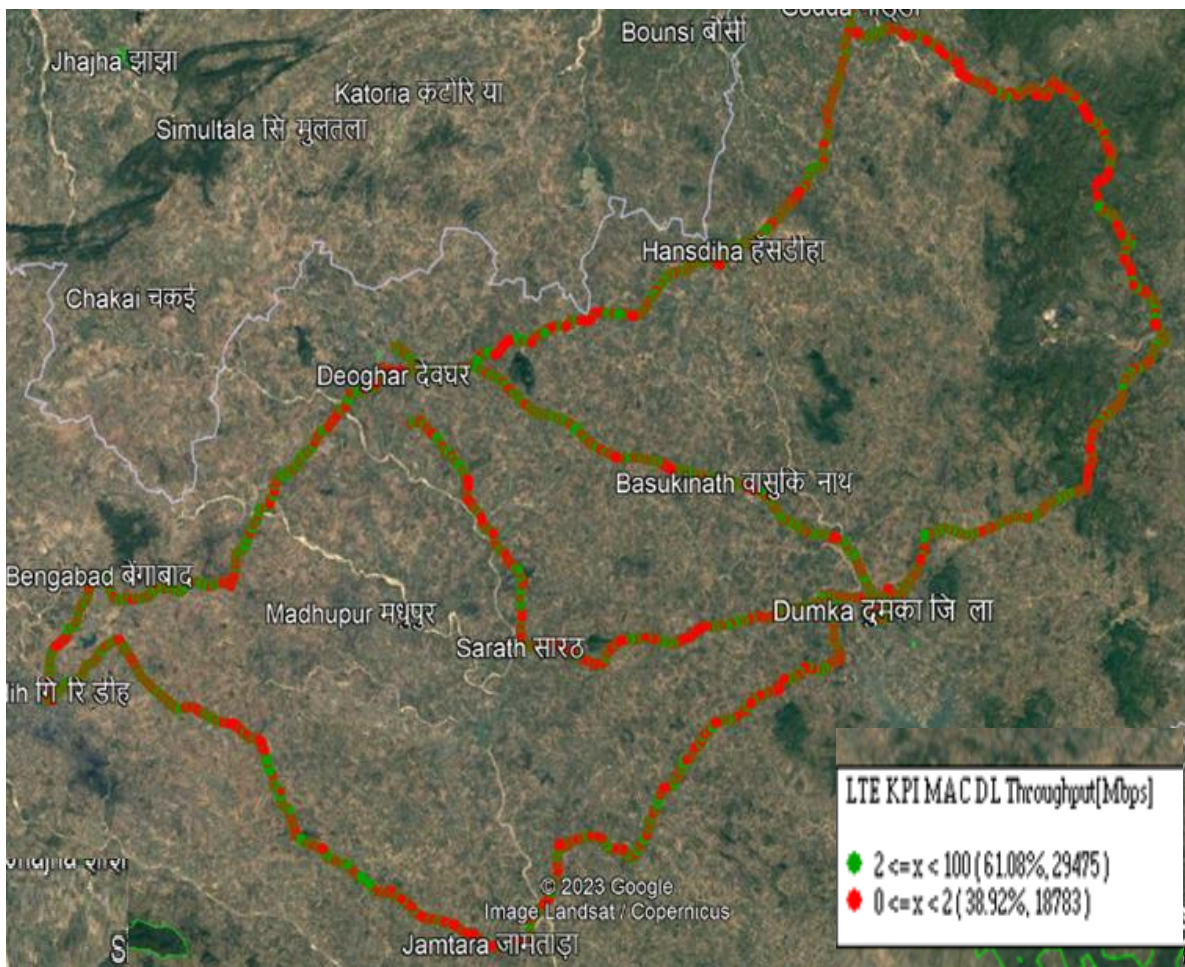 Bounsi बौंसी
Jhajha झाझा
Katoria कटोरि या
Simultala सि मुलतला
Hansdiha हँसडीहा
Chakai चकई
Deoghar देवघर
Basukinath वासुकि नाथ
Bengabad बेंगाबाद
Madhupur मधुपुर
Dumka दुमका जि ला
Sarath सारठ
lih गि रि डीह
LTE KPI MAC DL Throughput[Mbps]
2 <=x < 100 (61.08%, 29475)
0 <=x < 2 (38.92%, 18783)
© 2023 Google
Image Landsat / Copernicus
Jamtara जामताड़ा
S